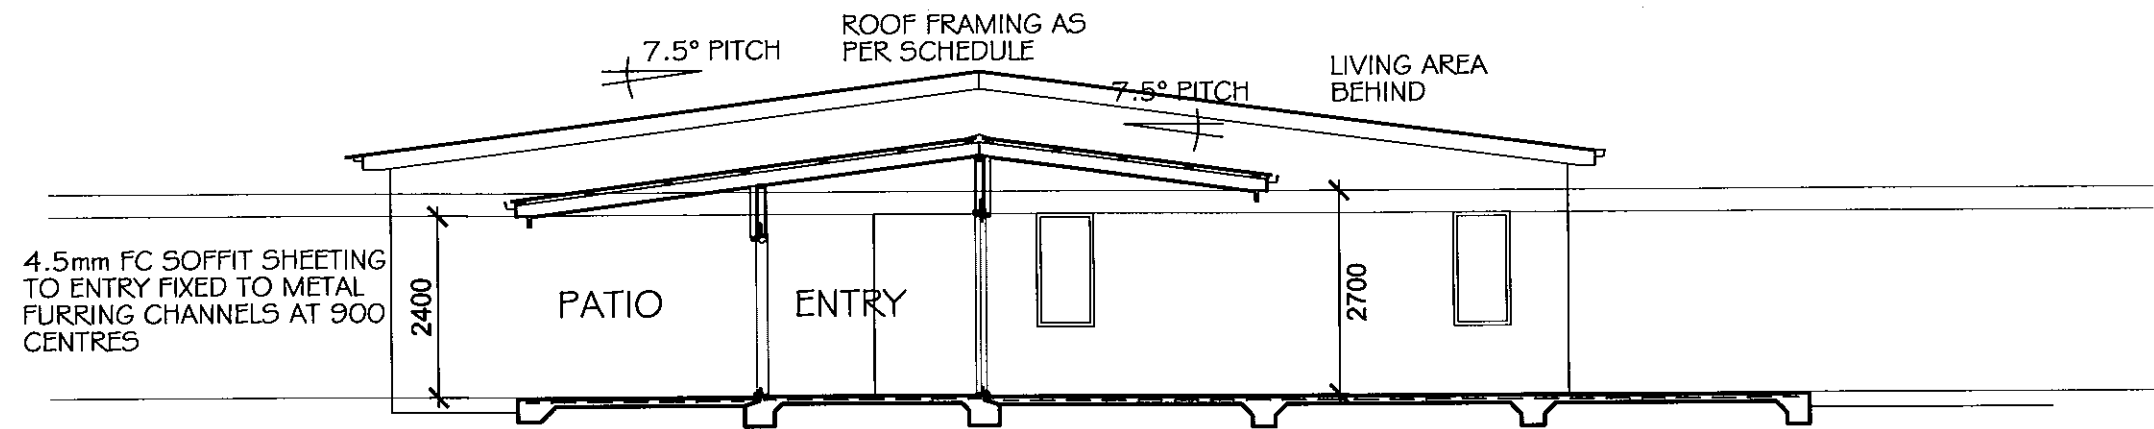 ROOF FRAMING AS
PER SCHEDULE
7.5° PITCH
LIVING AREA
BEHIND
7.5° PITCH
4.5mm FC SOFFIT SHEETING
TO ENTRY FIXED TO METAL
FURRING CHANNELS AT 900
CENTRES
2400
PATIO
ENTRY
2700